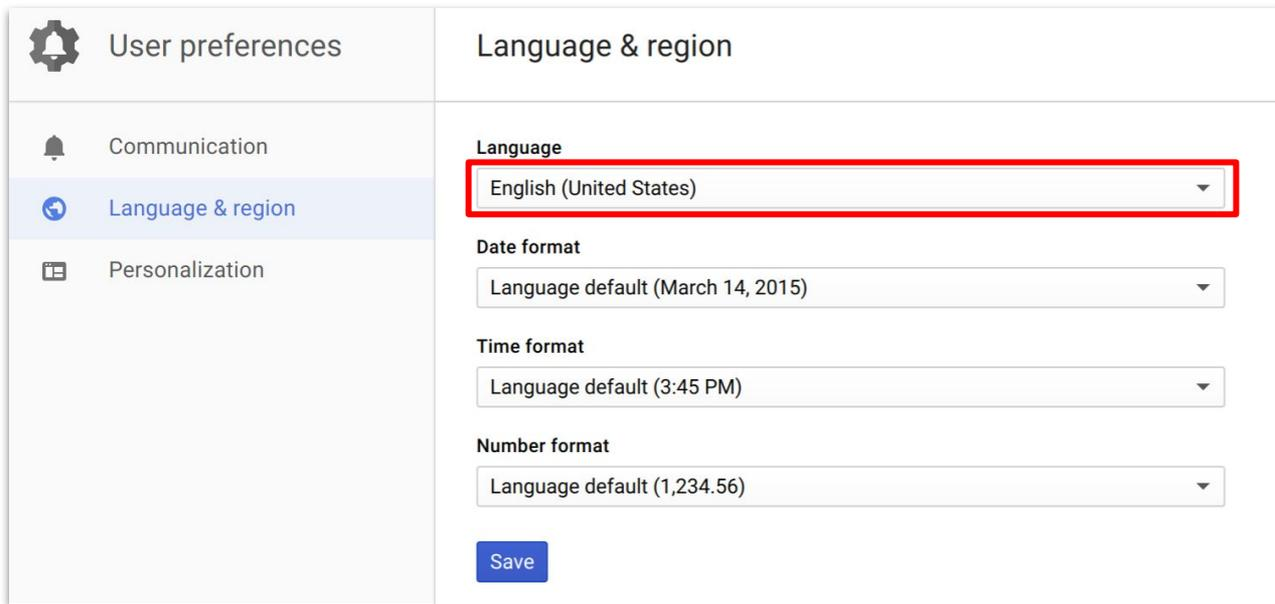 User preferences
Language & region
Communication
Language & region
Personalization
Language
English (United States)
Date format
Language default (March 14, 2015)
Time format
Language default (3:45 PM)
Number format
Language default (1,234.56)
Save